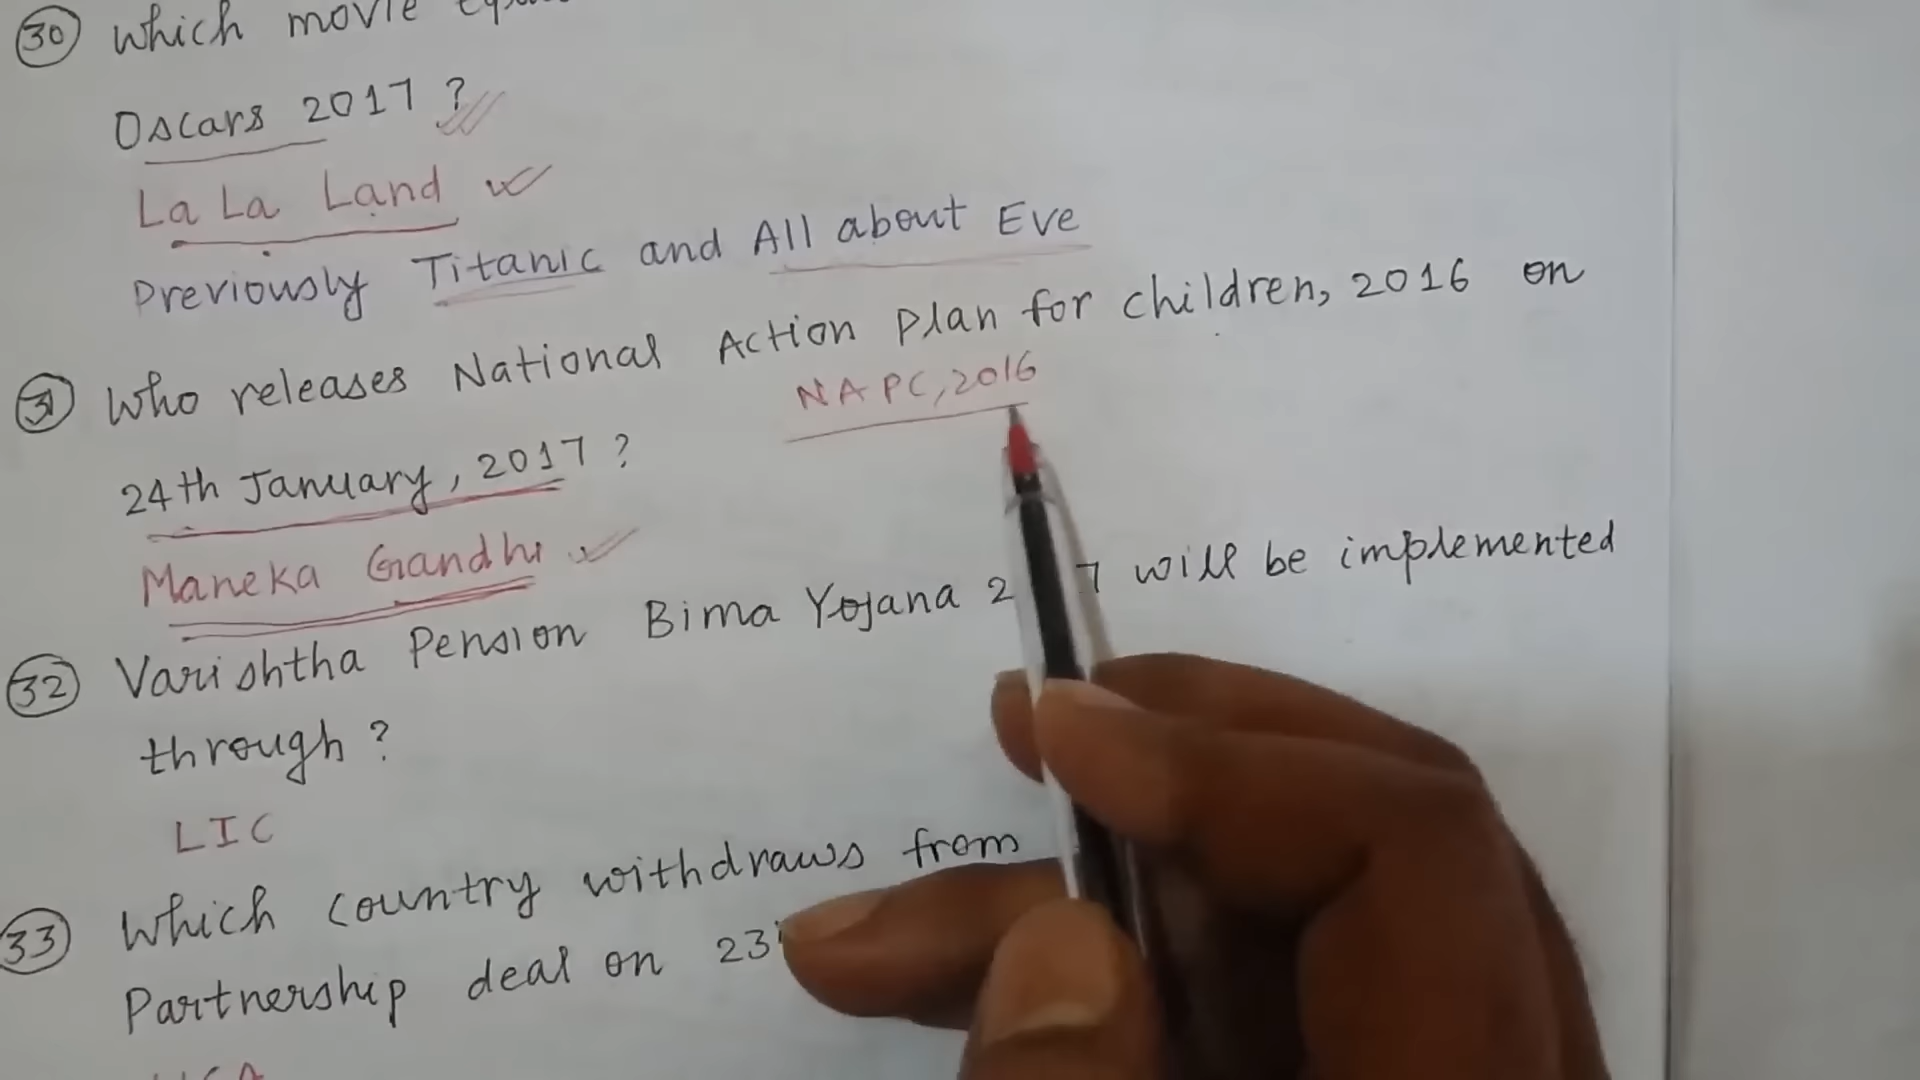 30 Which movie
Oscars 2017 ?
La La Land
Previously Titanic and All about Eve
31 Who releases National Action Plan for children, 2016 on
NAPC, 2016
24th January, 2017 ?
Maneka Gandhi
32 Varishtha Pension Bima Yojana 2 7 will be implemented
through ?
LIC
33 Which country withdraws from
Partnership deal on 23